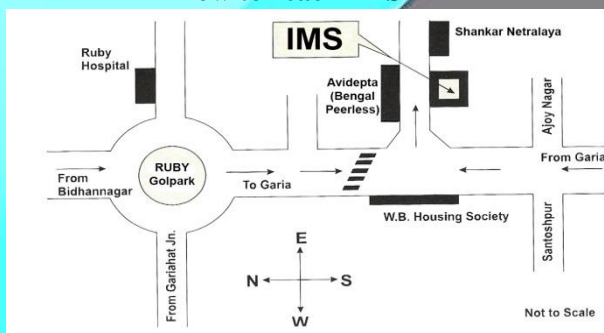 Ruby
Hospital
IMS
Shankar Netralaya
Avidepta
(Bengal
Peerless)
Ajoy Nagar
RUBY
Golpark
From
Bidhannagar
To Garia
From Garia
W.B. Housing Society
From Gariahat Jn.
Santoshpur
E
N
S
W
Not to Scale